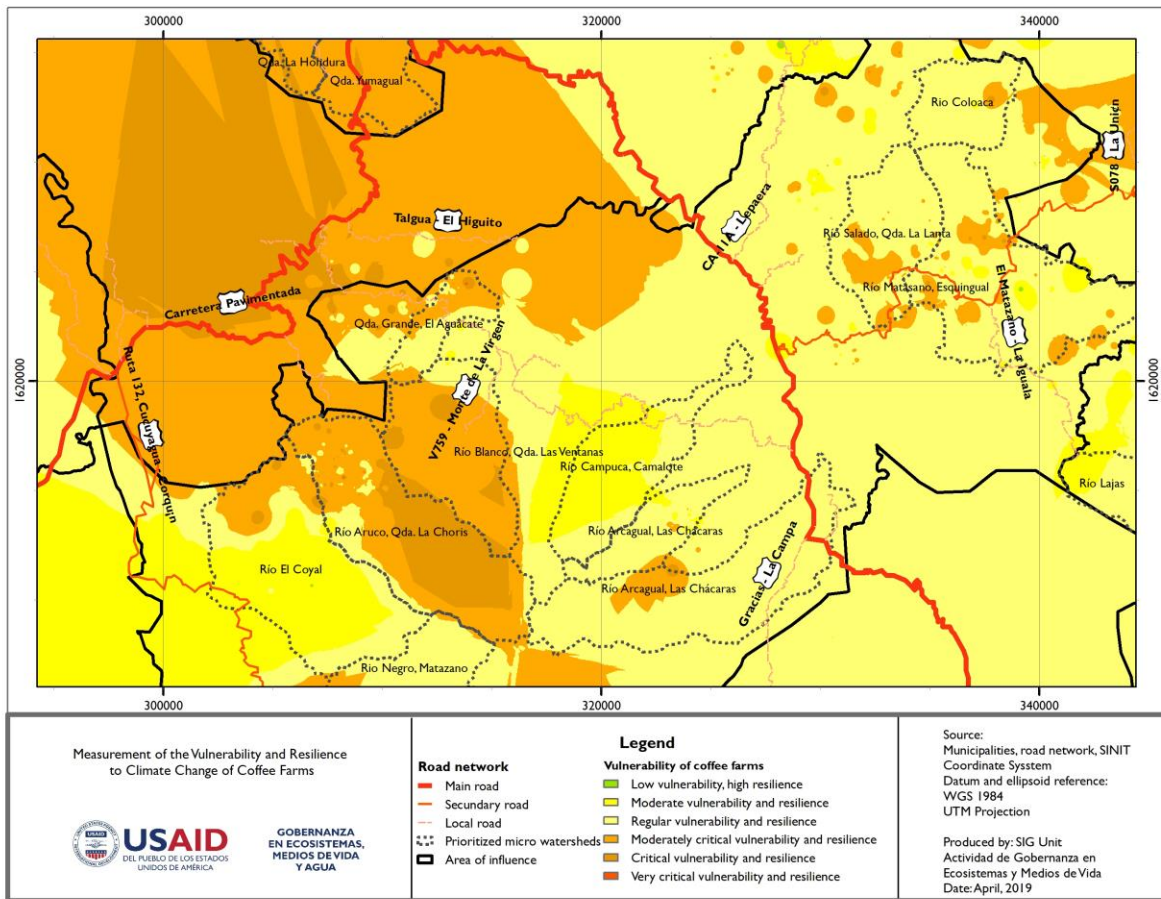 300000
320000
340000
Qda. La Holidura
Qda. Yumagual
Río Coloaca
S078 - La Unión
Talgua - El Higuito
CA-11A - Lepaera
Río Salado, Qda. La Lanta
Río Matasano, Esquingual
Carretera Pavimentada
Qda, Grande, El Aguacate
El Matazano - La Iguala
V759 - Monte de La Virgen
Ruta 132, Cucuyagua- Corquín
1620000
1620000
Río Blanco, Qda. Las Ventanas
Río Campuca, Camalote
Río Lajas
Río Aruco, Qda. La Choris
Río Arcagual, Las Chácaras
Río El Coyal
Río Arcagual, Las Chácaras
Gracias - La Campa
Río Negro, Matazano
300000
320000
340000
Measurement of the Vulnerability and Resilience
to Climate Change of Coffee Farms
USAID
DEL PUEBLO DE LOS ESTADOS
UNIDOS DE AMÉRICA
GOBERNANZA
EN ECOSISTEMAS,
MEDIOS DE VIDA
Y AGUA
Legend
Road network
Main road
Secundary road
Local road
Prioritized micro watersheds
Area of influence
Vulnerability of coffee farms
Low vulnerability, high resilience
Moderate vulnerability and resilience
Regular vulnerability and resilience
Moderately critical vulnerability and resilience
Critical vulnerability and resilience
Very critical vulnerability and resilience
Source:
Municipalities, road network, SINIT
Coordinate Sysstem
Datum and ellipsoid reference:
WGS 1984
UTM Projection
Produced by: SIG Unit
Actividad de Gobernanza en
Ecosistemas y Medios de Vida
Date: April, 2019